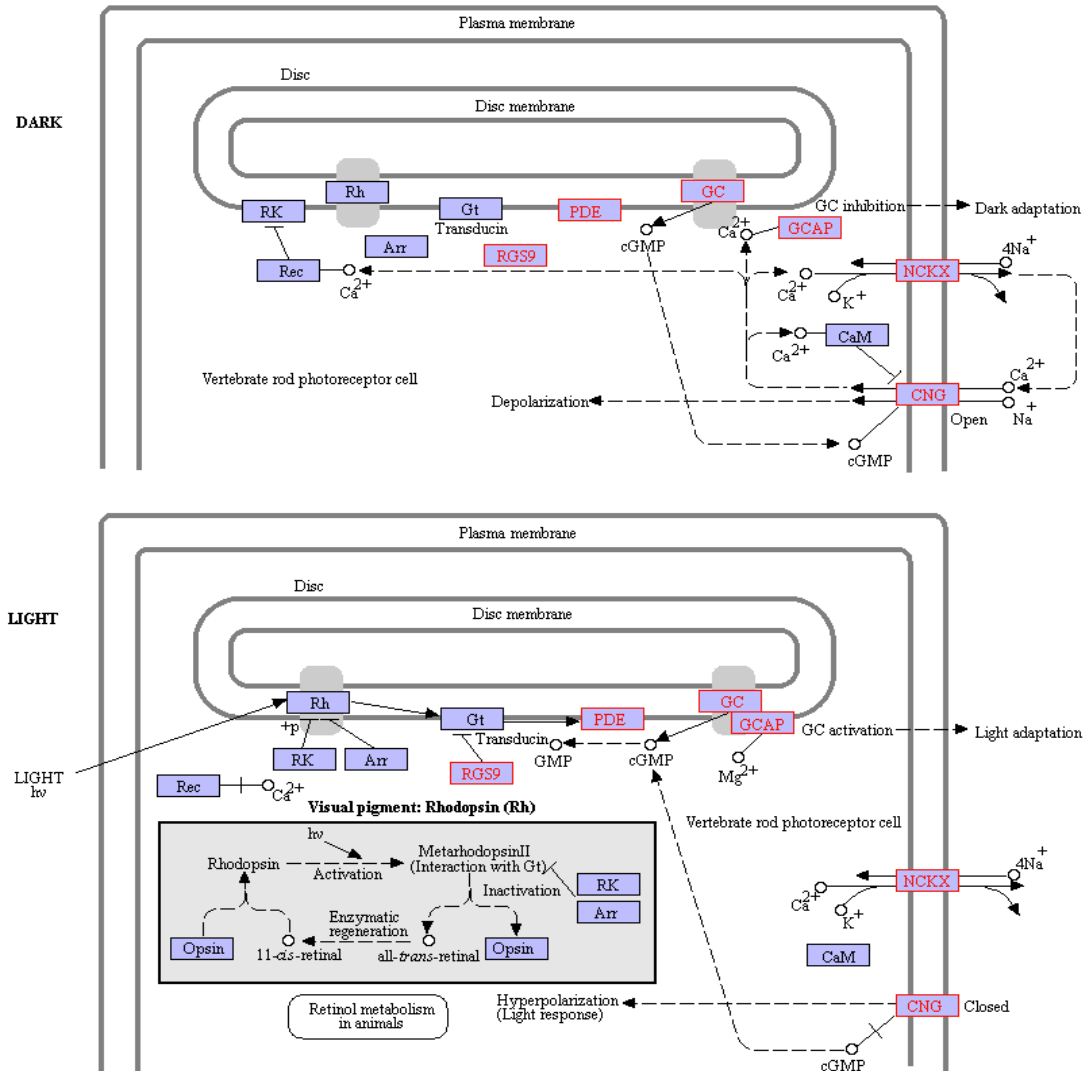 Plasma membrane
Disc
Disc membrane
DARK
Rh
GC
RK
Gt
Transducin
PDE
GC inhibition
Dark adaptation
Arr
RGS9
cGMP
Ca2+
GCAP
Rec
Ca2+
Ca2+
K+
NCKX
4Na+
Ca2+
CaM
Vertebrate rod photoreceptor cell
Depolarization
CNG
Open
Ca2+
Na+
cGMP
Plasma membrane
Disc
LIGHT
Disc membrane
Rh
GC
+p
Gt
PDE
GCAP
GC activation
Light adaptation
Transducin
GMP
cGMP
RK
Arr
RGS9
Mg2+
LIGHT
hν
Rec
Ca2+
Visual pigment: Rhodopsin (Rh)
Vertebrate rod photoreceptor cell
hν
Rhodopsin
Activation
MetarhodopsinII
(Interaction with Gt)
Inactivation
RK
Arr
Enzymatic
regeneration
Opsin
11-cis-retinal
all-trans-retinal
Opsin
Ca2+
K+
NCKX
4Na+
CaM
Retinol metabolism
in animals
Hyperpolarization
(Light response)
CNG
Closed
cGMP